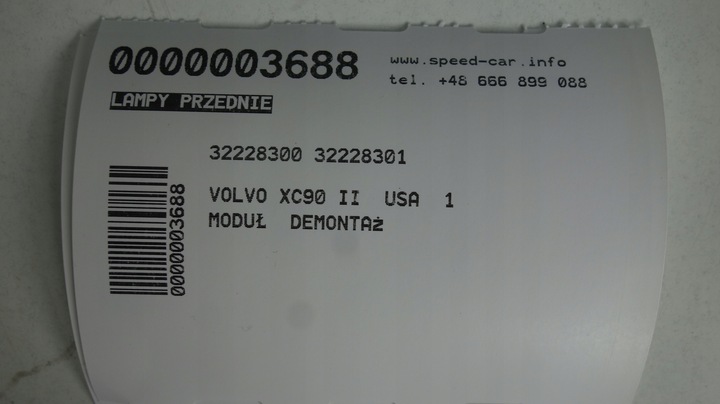 0000003688
www.speed-car.info
tel. +48 666 899 088
LAMPY PRZEDNIE
32228300 32228301
VOLVO XC90 II USA 1
MODUŁ DEMONTAż
0000003688